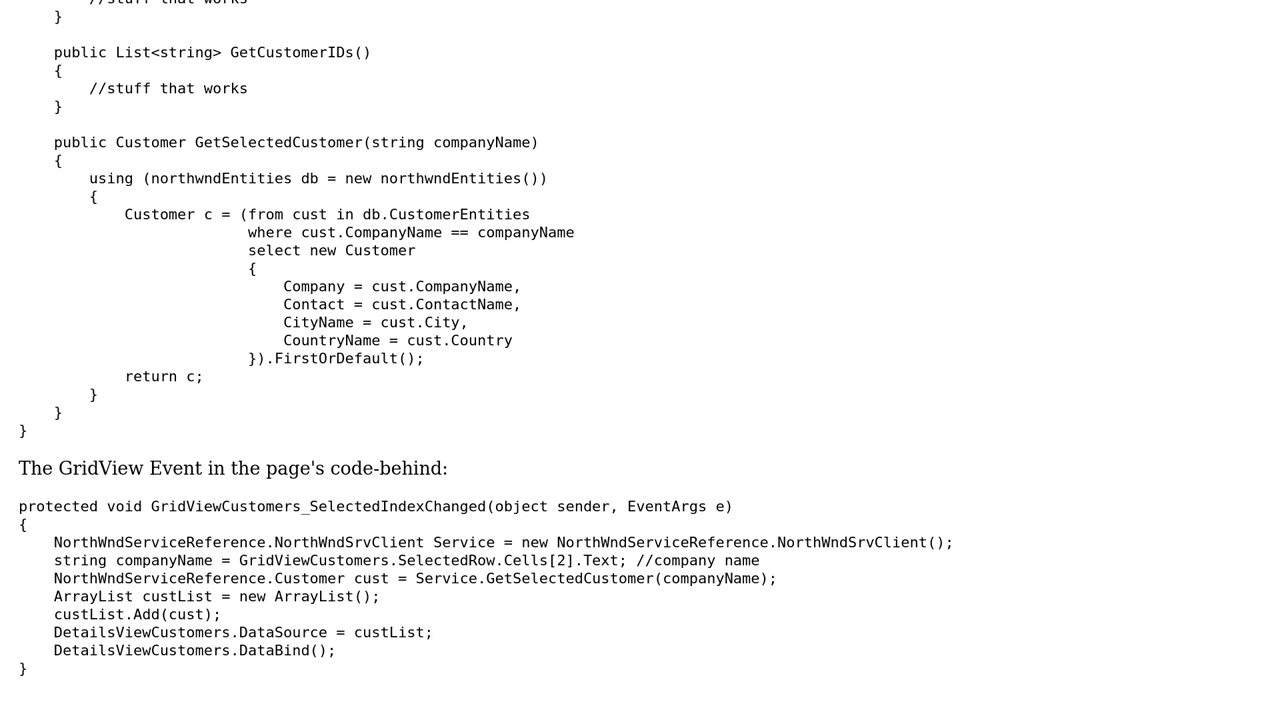 //stuff that works
}
public List<string> GetCustomerIDs()
{
//stuff that works
}
public Customer GetSelectedCustomer(string companyName)
{
using (northwndEntities db = new northwndEntities())
{
Customer c = (from cust in db.CustomerEntities
where cust.CompanyName == companyName
select new Customer
{
Company = cust.CompanyName,
Contact = cust.ContactName,
CityName = cust.City,
CountryName = cust.Country
}).FirstOrDefault();
return c;
}
}
}
The GridView Event in the page's code-behind:
protected void GridViewCustomers_SelectedIndexChanged(object sender, EventArgs e)
{
NorthWndServiceReference.NorthWndSrvClient Service = new NorthWndServiceReference.NorthWndSrvClient();
string companyName = GridViewCustomers.SelectedRow.Cells[2].Text; //company name
NorthWndServiceReference.Customer cust = Service.GetSelectedCustomer(companyName);
ArrayList custList = new ArrayList();
custList.Add(cust);
DetailsViewCustomers.DataSource = custList;
DetailsViewCustomers.DataBind();
}